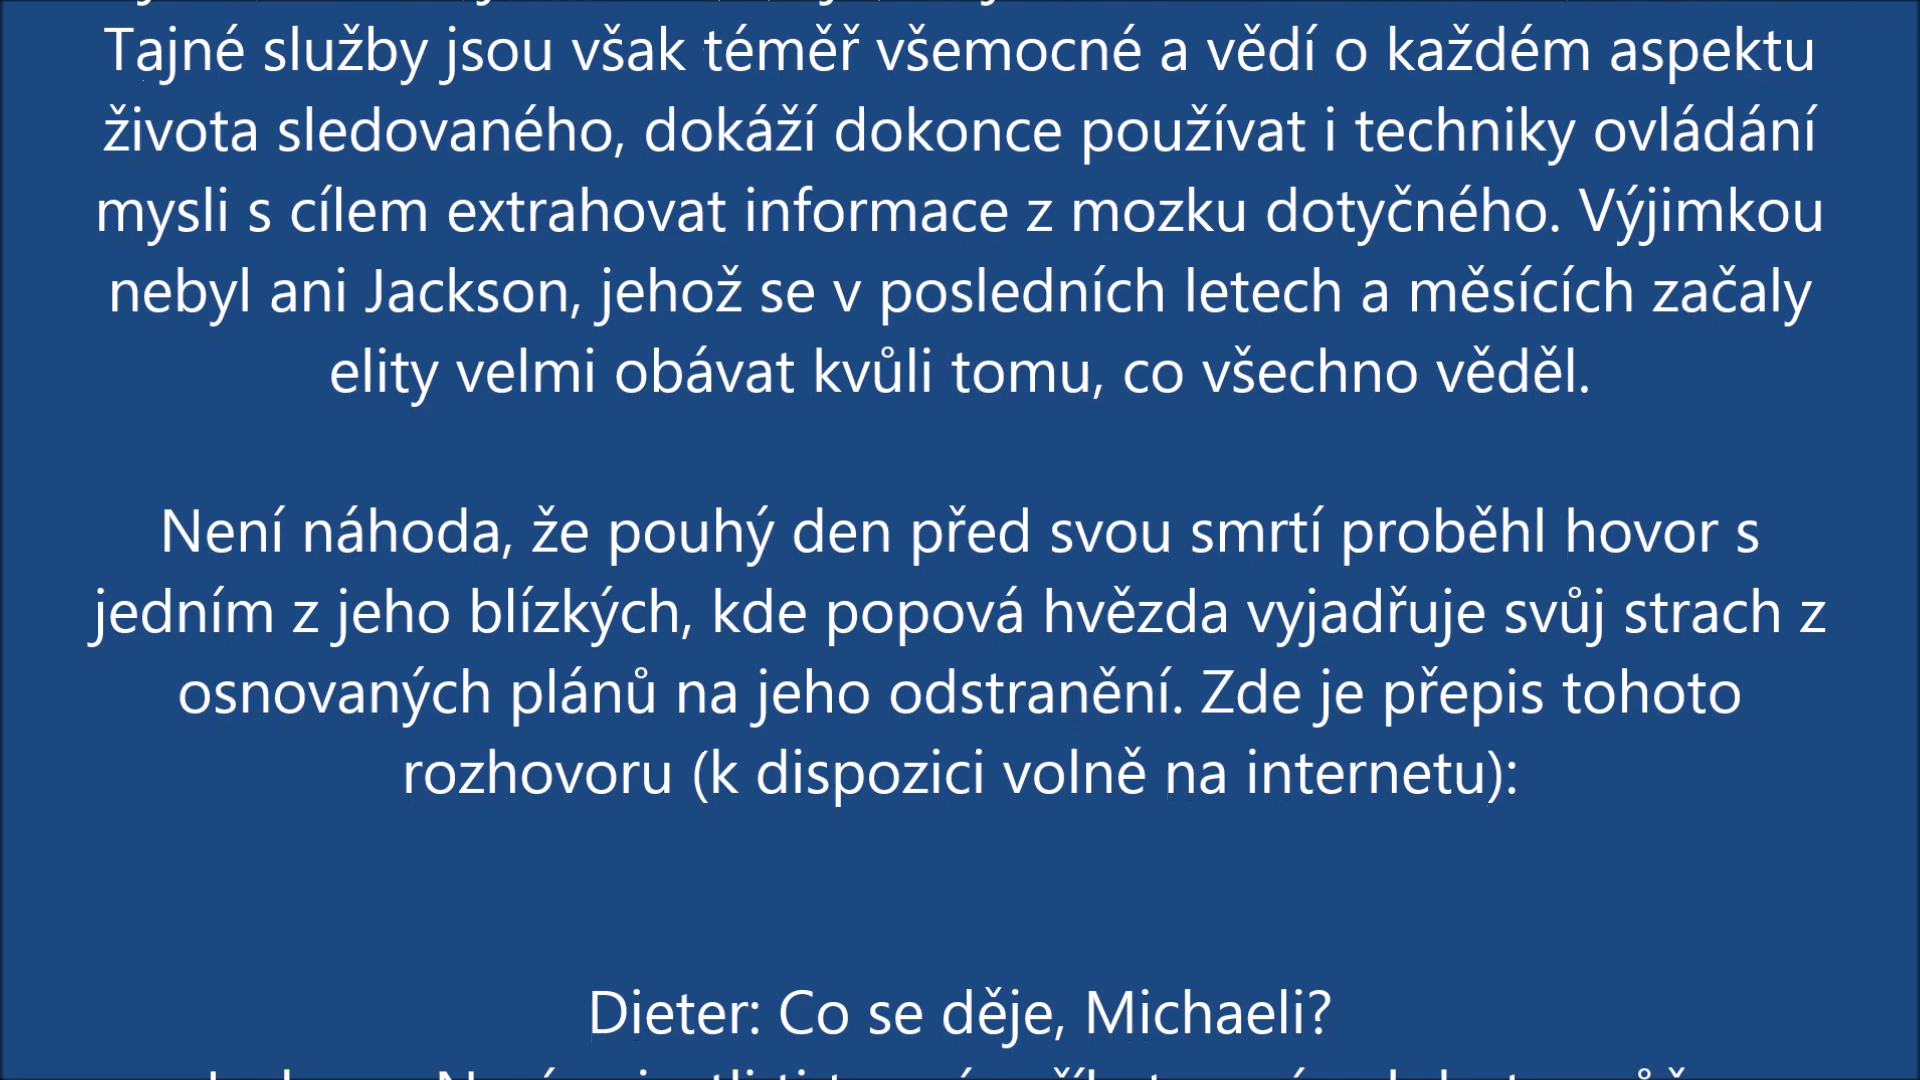 Tajné služby jsou však téměř všemocné a vědí o každém aspektu
života sledovaného, dokáží dokonce používat i techniky ovládání
mysli s cílem extrahovat informace z mozku dotyčného. Výjimkou
nebyl ani Jackson, jehož se v posledních letech a měsících začaly
elity velmi obávat kvůli tomu, co všechno věděl.
Není náhoda, že pouhý den před svou smrtí proběhl hovor s
jedním z jeho blízkých, kde popová hvězda vyjadřuje svůj strach z
osnovaných plánů na jeho odstranění. Zde je přepis tohoto
rozhovoru (k dispozici volně na internetu):
Dieter: Co se děje, Michaeli?